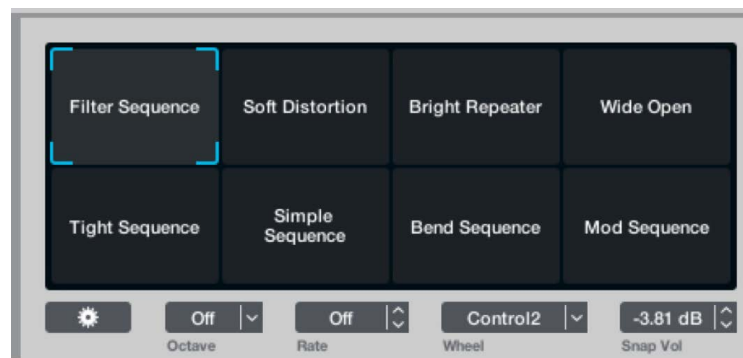 Filter Sequence
Soft Distortion
Bright Repeater
Wide Open
Tight Sequence
Simple
Sequence
Bend Sequence
Mod Sequence
Off
Off
Control2
-3.81 dB
Octave
Rate
Wheel
Snap Vol